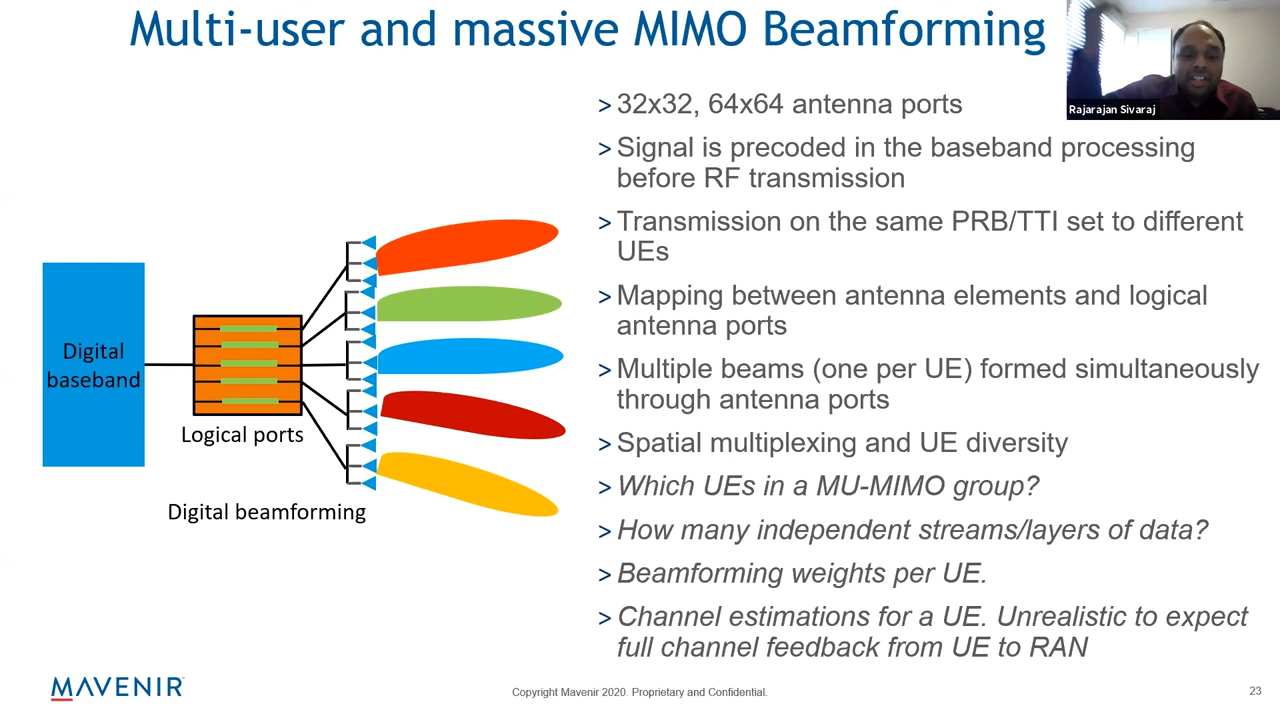 Multi-user and massive MIMO Beamforming
Rajarajan Sivaraj
> 32x32, 64x64 antenna ports
> Signal is precoded in the baseband processing
before RF transmission
> Transmission on the same PRB/TTI set to different
UEs
> Mapping between antenna elements and logical
antenna ports
> Multiple beams (one per UE) formed simultaneously
through antenna ports
> Spatial multiplexing and UE diversity
> Which UEs in a MU-MIMO group?
> How many independent streams/layers of data?
> Beamforming weights per UE.
> Channel estimations for a UE. Unrealistic to expect
full channel feedback from UE to RAN
Digital
baseband
Logical ports
Digital beamforming
MAVENIR
Copyright Mavenir 2020. Proprietary and Confidential.
23